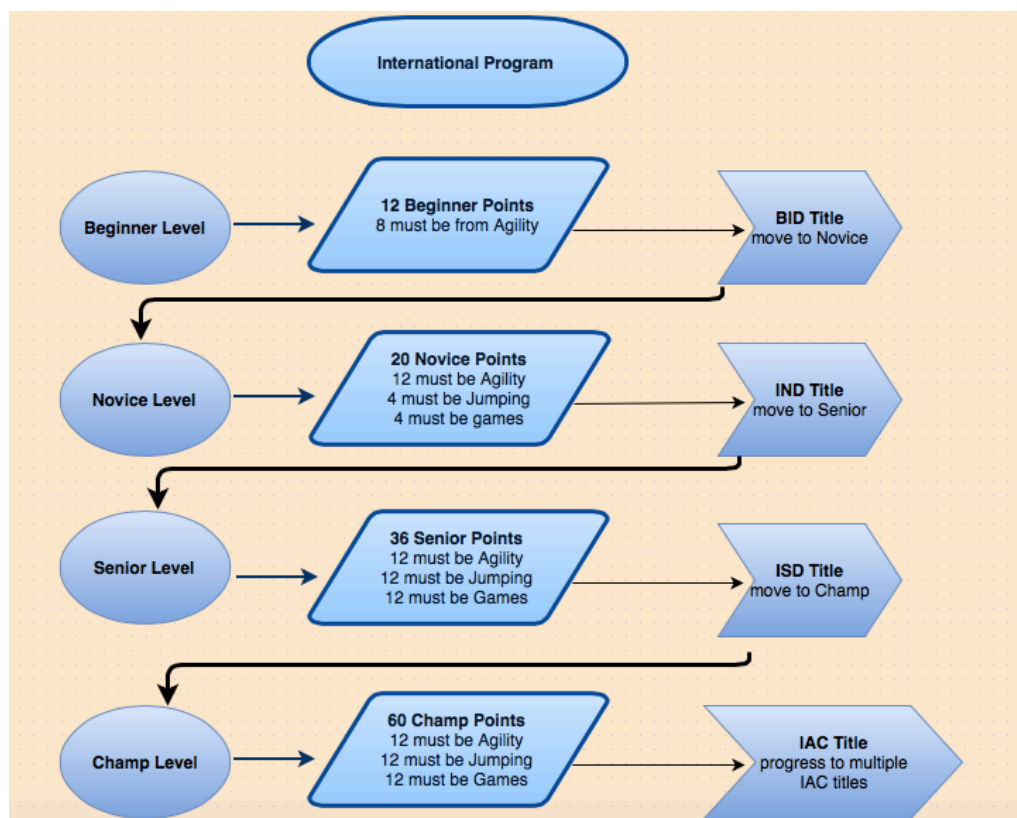 International Program
Beginner Level
12 Beginner Points
8 must be from Agility
BID Title
move to Novice
Novice Level
20 Novice Points
12 must be Agility
4 must be Jumping
4 must be games
IND Title
move to Senior
Senior Level
36 Senior Points
12 must be Agility
12 must be Jumping
12 must be Games
ISD Title
move to Champ
Champ Level
60 Champ Points
12 must be Agility
12 must be Jumping
12 must be Games
IAC Title
progress to multiple
IAC titles